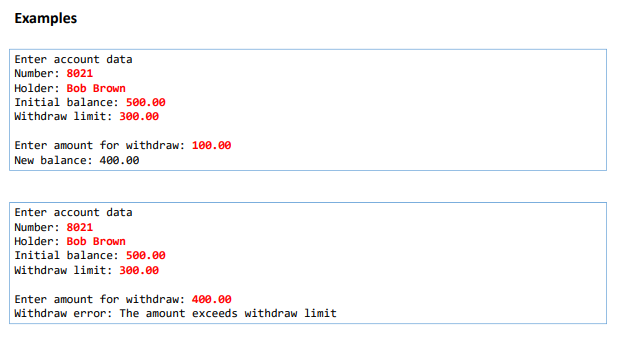 Examples
Enter account data
Number: 8021
Holder: Bob Brown
Initial balance: 500.00
Withdraw limit: 300.00
Enter amount for withdraw: 100.00
New balance: 400.00
Enter account data
Number: 8021
Holder: Bob Brown
Initial balance: 500.00
Withdraw limit: 300.00
Enter amount for withdraw: 400.00
Withdraw error: The amount exceeds withdraw limit